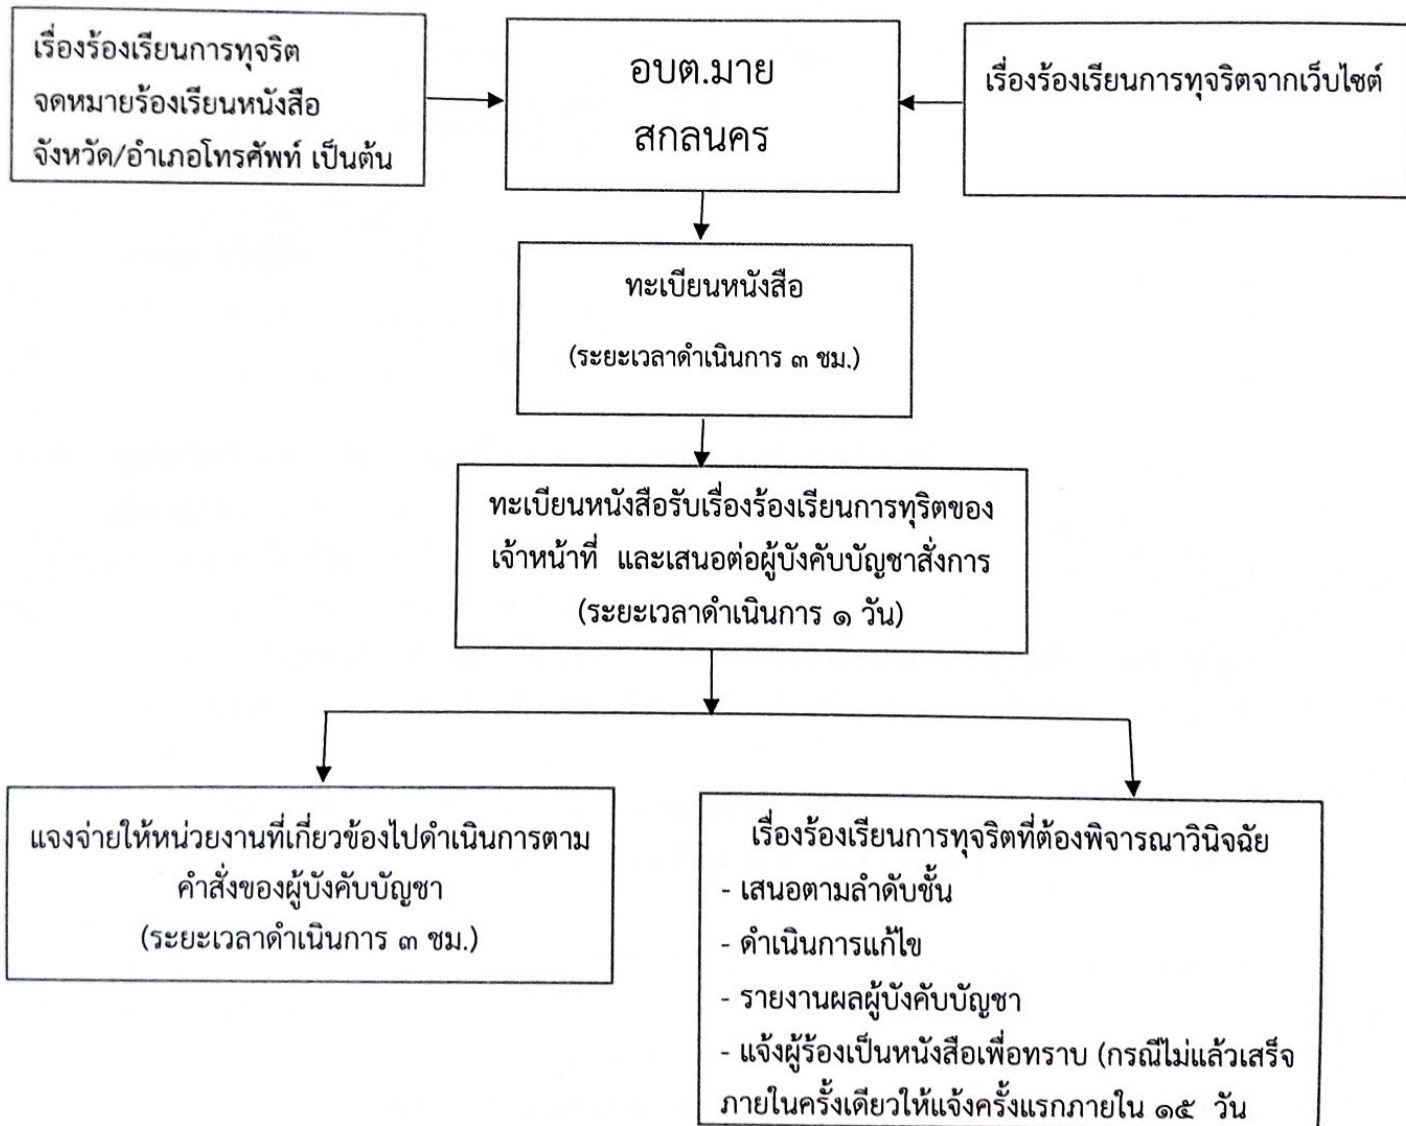 เรื่องร้องเรียนการทุจริต
จดหมายร้องเรียนหนังสือ
จังหวัด/อำเภอโทรศัพท์ เป็นต้น
อบต.มาย
สกลนคร
เรื่องร้องเรียนการทุจริตจากเว็บไซต์
ทะเบียนหนังสือ
(ระยะเวลาดำเนินการ ๓ ชม.)
ทะเบียนหนังสือรับเรื่องร้องเรียนการทุริตของ
เจ้าหน้าที่ และเสนอต่อผู้บังคับบัญชาสั่งการ
(ระยะเวลาดำเนินการ ๑ วัน)
แจงจ่ายให้หน่วยงานที่เกี่ยวข้องไปดำเนินการตาม
คำสั่งของผู้บังคับบัญชา
(ระยะเวลาดำเนินการ ๓ ชม.)
เรื่องร้องเรียนการทุจริตที่ต้องพิจารณาวินิจฉัย
- เสนอตามลำดับชั้น
- ดำเนินการแก้ไข
- รายงานผลผู้บังคับบัญชา
- แจ้งผู้ร้องเป็นหนังสือเพื่อทราบ (กรณีไม่แล้วเสร็จ
ภายในครั้งเดียวให้แจ้งครั้งแรกภายใน ๑๕ วัน